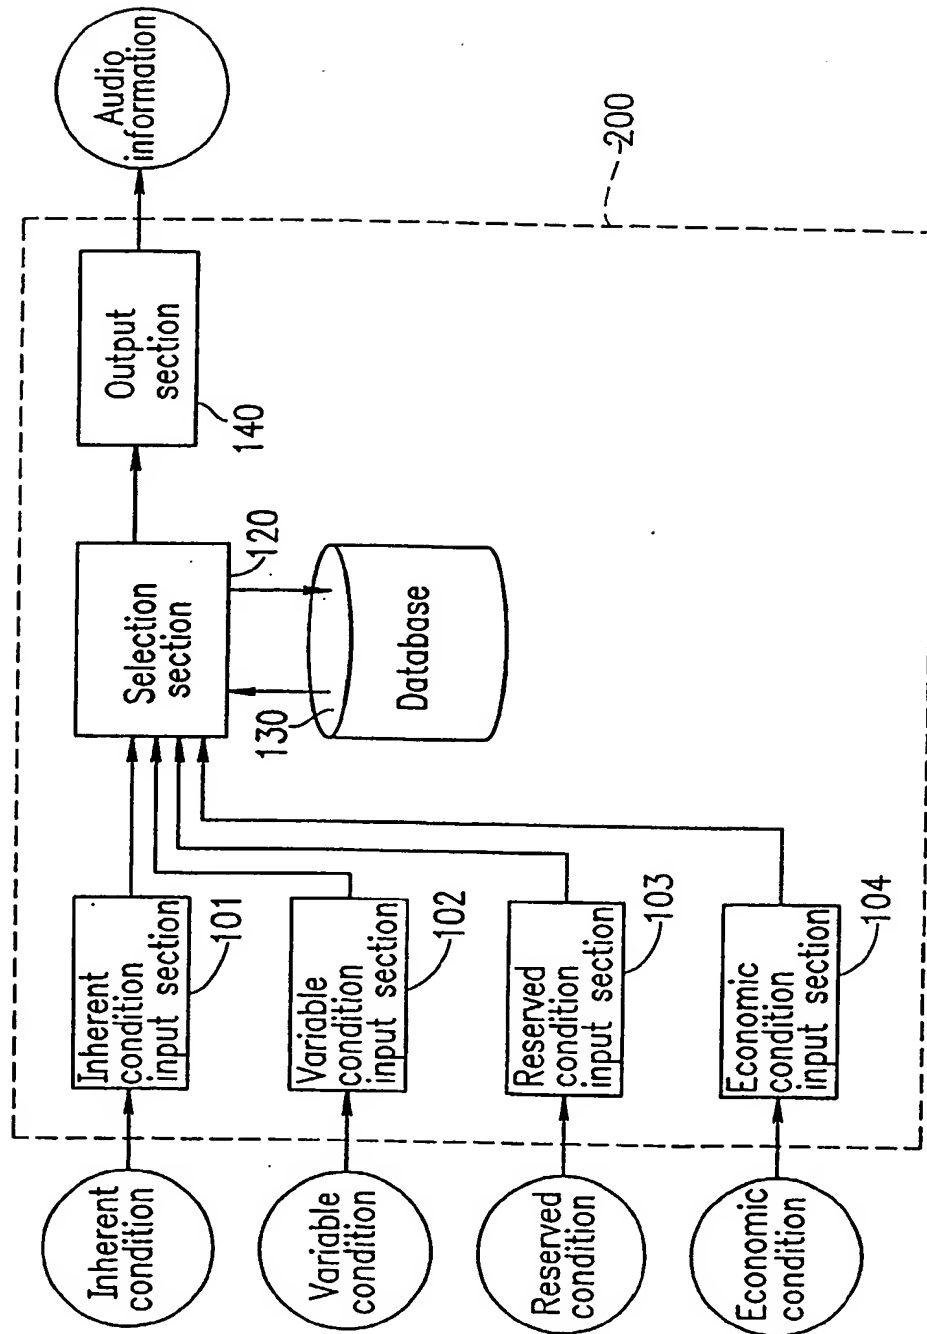 Inherent
condition
Inherent
condition
input section
101
Variable
condition
Variable
condition
input section
102
Reserved
condition
Reserved
condition
input section
103
Economic
condition
Economic
condition
input section
104
Selection
section
120
130
Database
Output
section
140
Audio
information
200